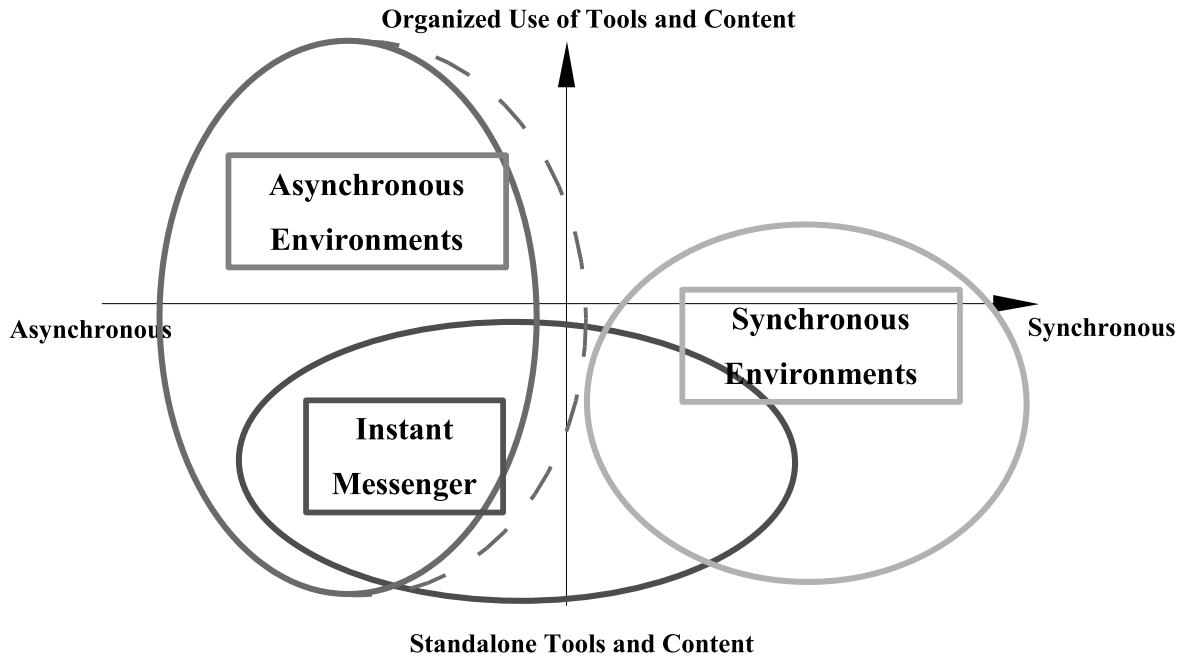 Organized Use of Tools and Content
Asynchronous
Environments
Synchronous
Environments
Asynchronous
Synchronous
Instant
Messenger
Standalone Tools and Content